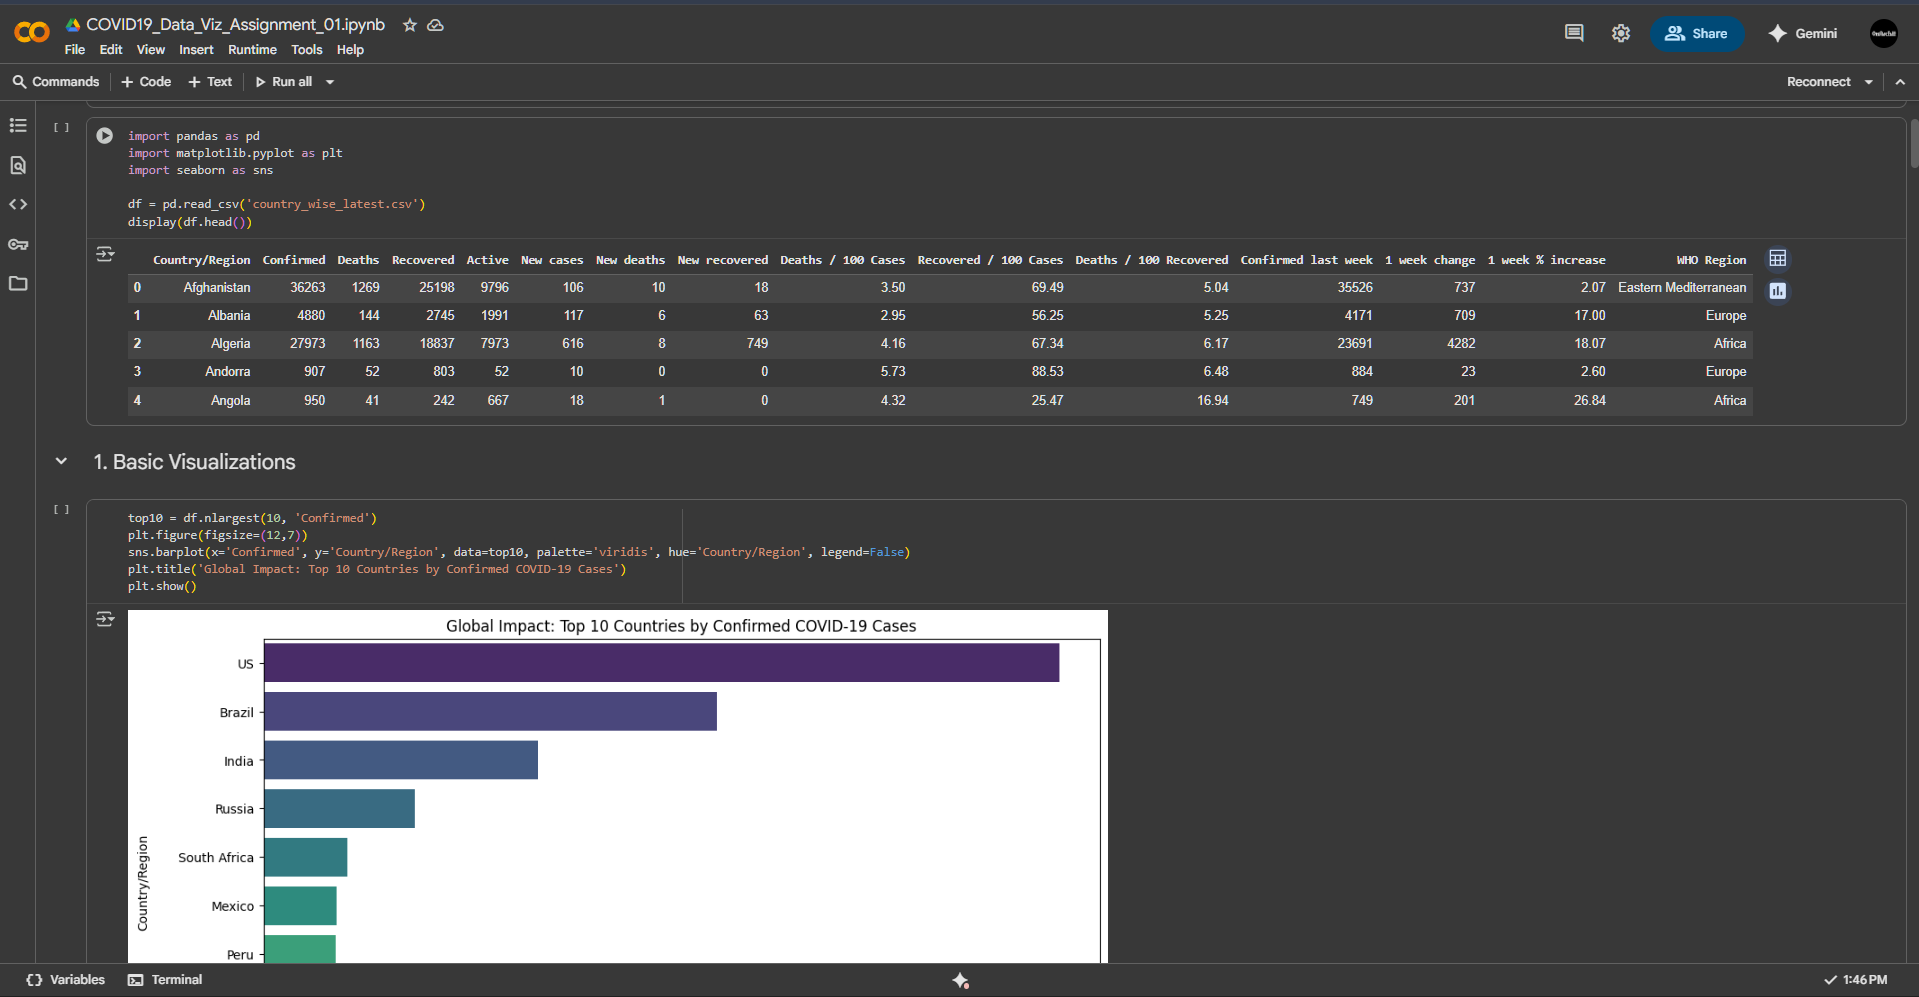 COVID19_Data_Viz_Assignment_01.ipynb
File Edit View Insert Runtime Tools Help
Share
Gemini
Commands + Code + Text Run all
Reconnect
[ ]
import pandas as pd
import matplotlib.pyplot as plt
import seaborn as sns
df = pd.read_csv('country_wise_latest.csv')
display(df.head())
Country/Region Confirmed Deaths Recovered Active New cases New deaths New recovered Deaths / 100 Cases Recovered / 100 Cases Deaths / 100 Recovered Confirmed last week 1 week change 1 week % increase WHO Region
0 Afghanistan 36263 1269 25198 9796 106 10 18 3.50 69.49 5.04 35526 737 2.07 Eastern Mediterranean
1 Albania 4880 144 2745 1991 117 6 63 2.95 56.25 5.25 4171 709 17.00 Europe
2 Algeria 27973 1163 18837 7973 616 8 749 4.16 67.34 6.17 23691 4282 18.07 Africa
3 Andorra 907 52 803 52 10 0 0 5.73 88.53 6.48 884 23 2.60 Europe
4 Angola 950 41 242 667 18 1 0 4.32 25.47 16.94 749 201 26.84 Africa
1. Basic Visualizations
[ ]
top10 = df.nlargest(10, 'Confirmed')
plt.figure(figsize=(12,7))
sns.barplot(x='Confirmed', y='Country/Region', data=top10, palette='viridis', hue='Country/Region', legend=False)
plt.title('Global Impact: Top 10 Countries by Confirmed COVID-19 Cases')
plt.show()
Global Impact: Top 10 Countries by Confirmed COVID-19 Cases
US
Brazil
India
Russia
South Africa
Mexico
Peru
Country/Region
Variables Terminal
1:46 PM